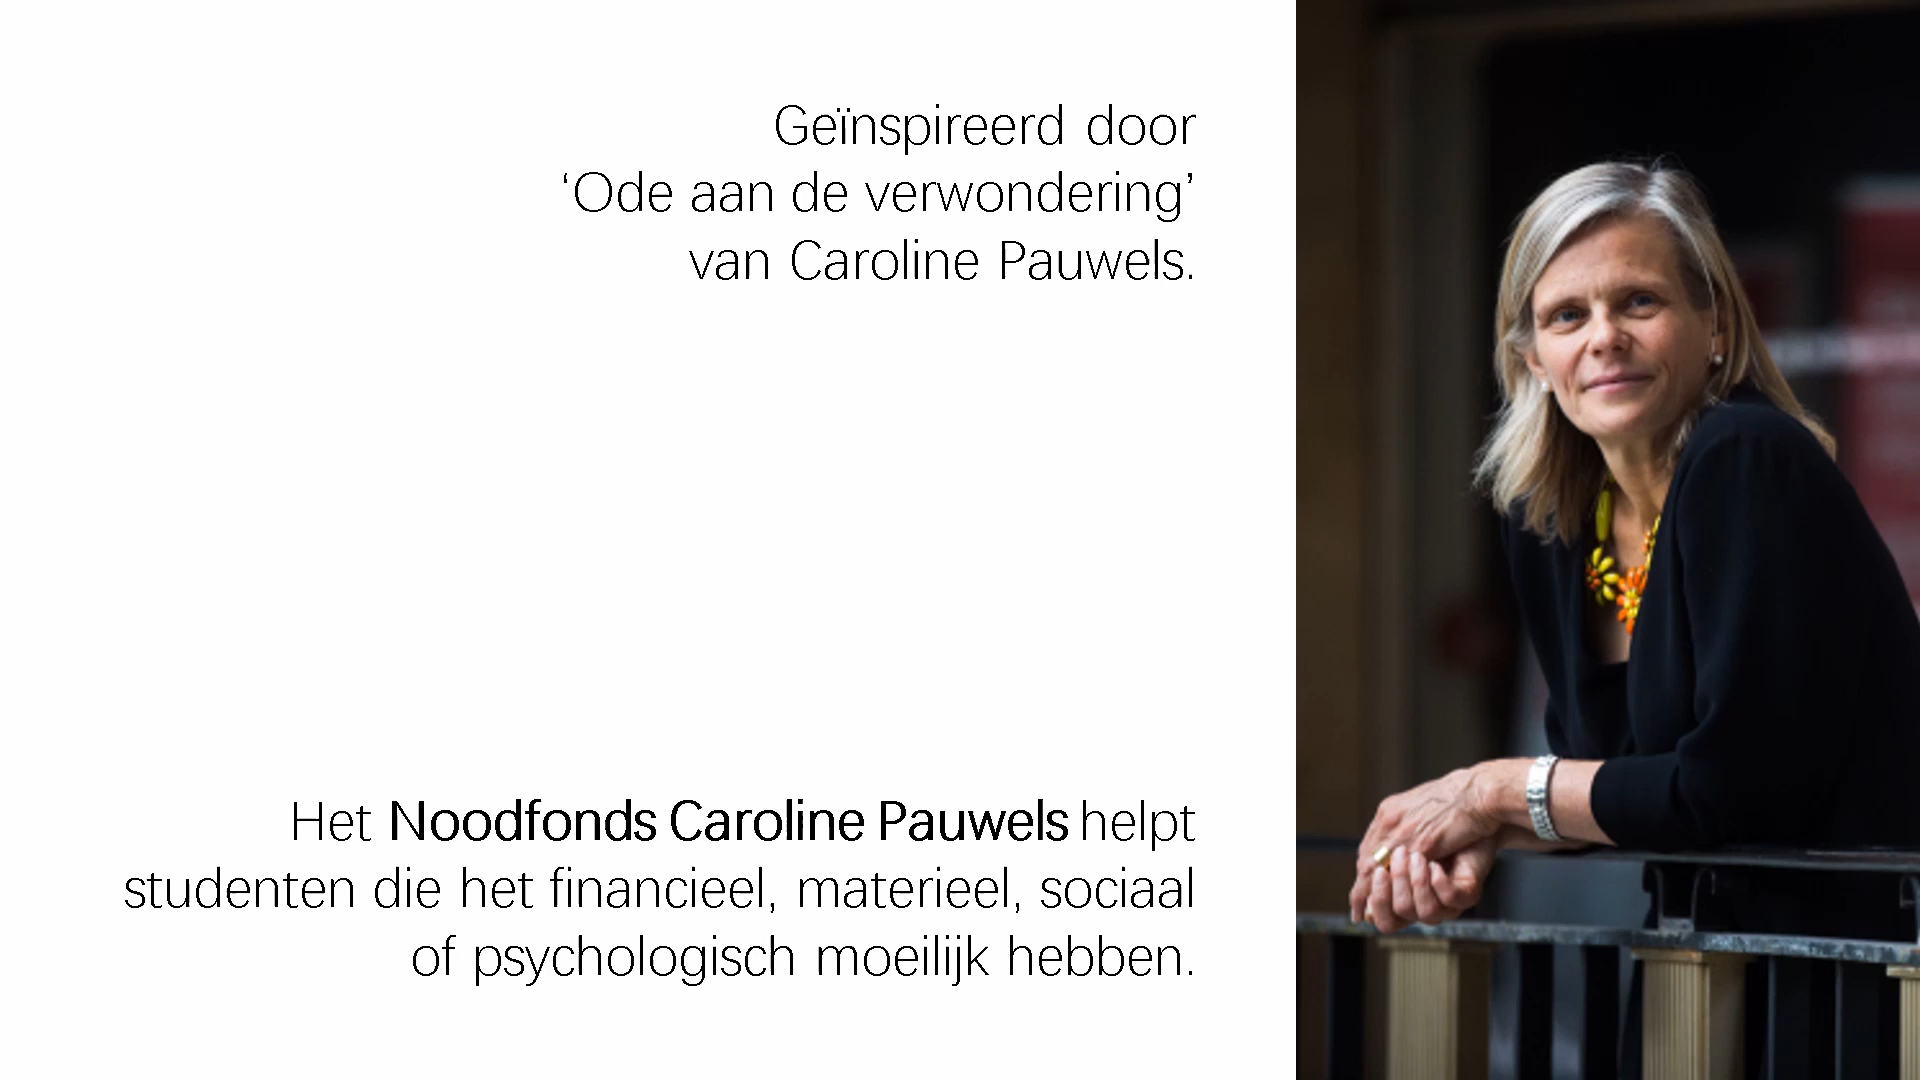 Geïnspireerd door
‘Ode aan de verwondering’
van Caroline Pauwels.
Het Noodfonds Caroline Pauwels helpt
studenten die het financieel, materieel, sociaal
of psychologisch moeilijk hebben.